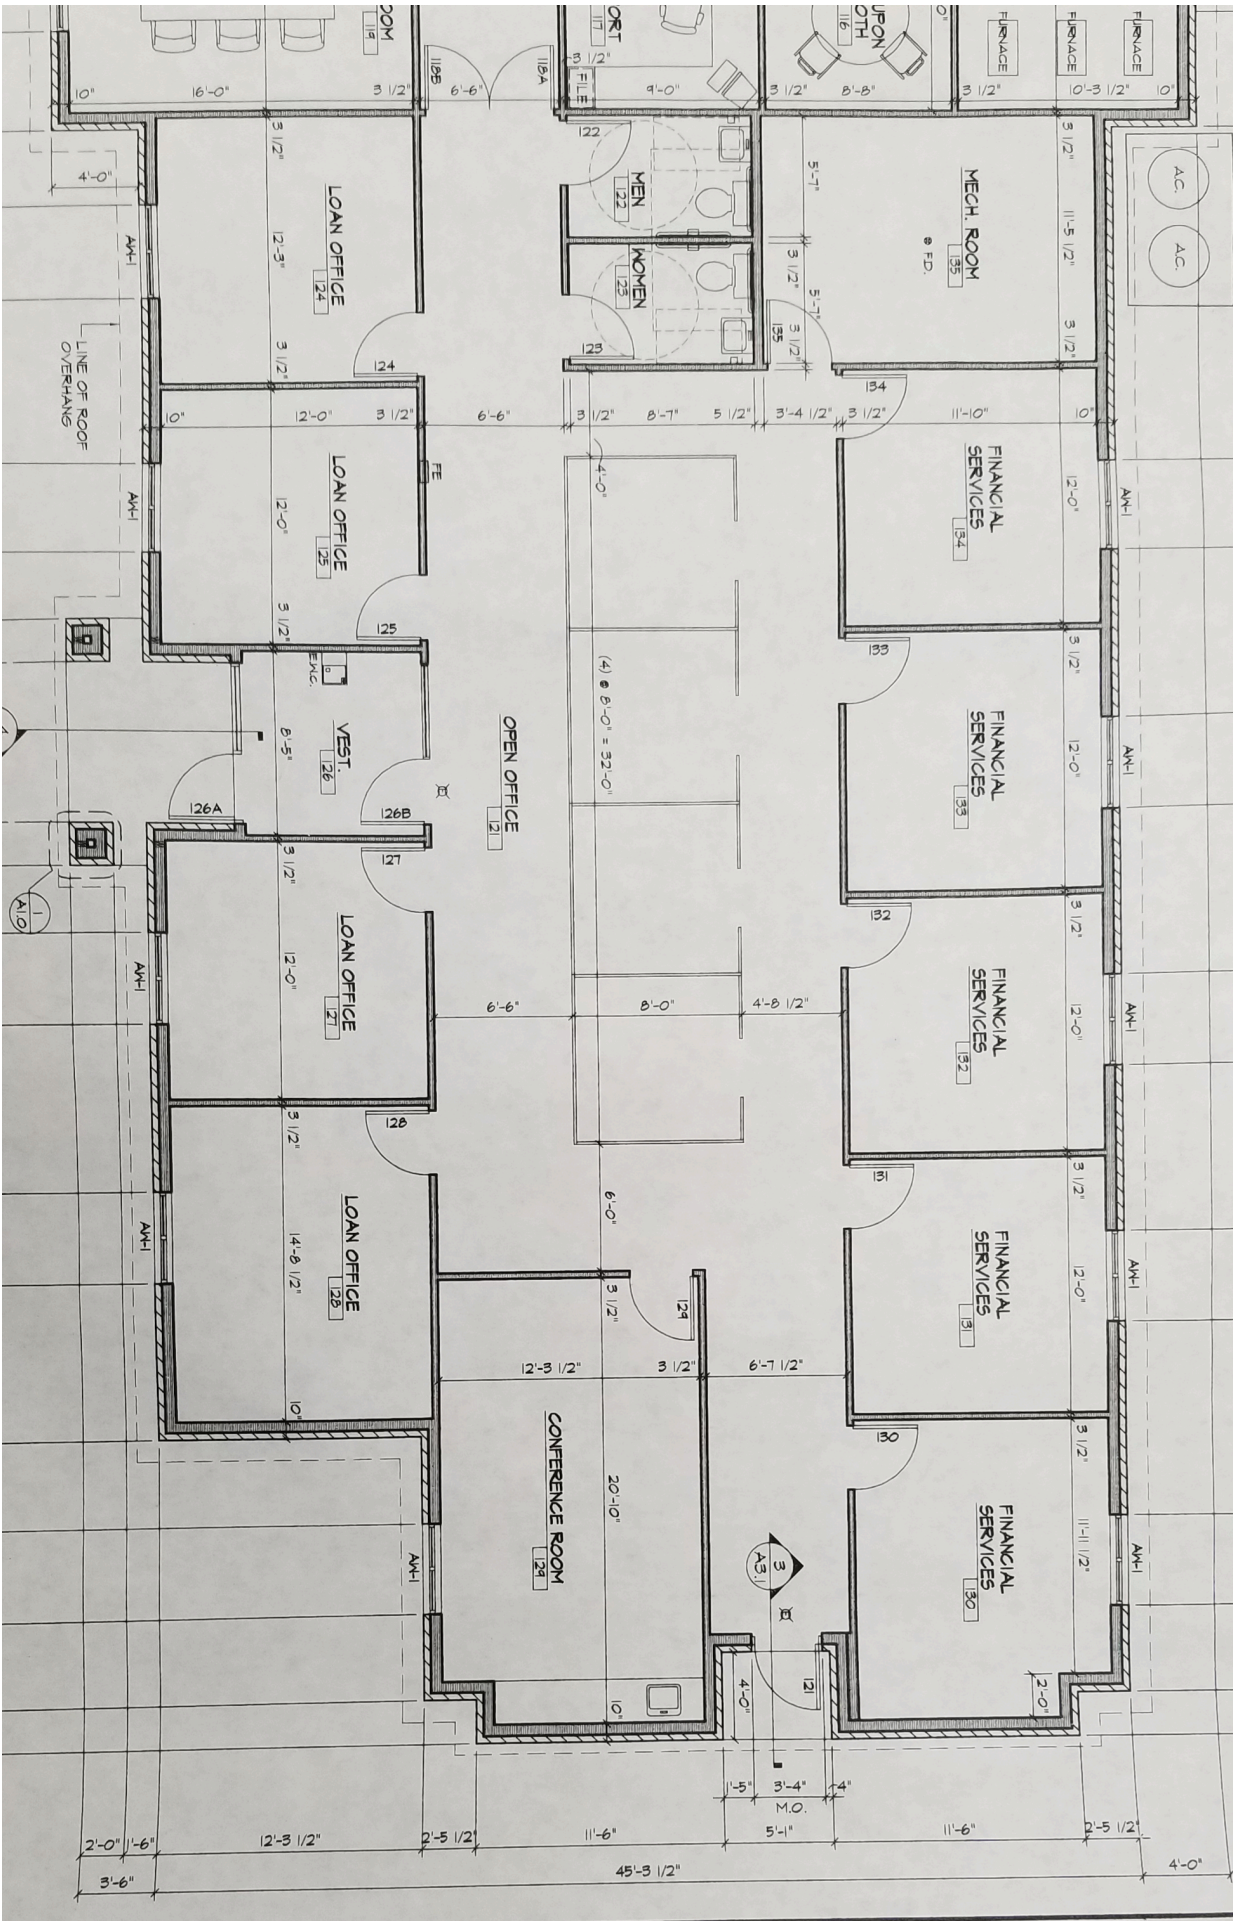 OOM
119
118B
118A
ORT
117
3 1/2"
FILE
UPON
OTH
116
0"
FURNACE
FURNACE
FURNACE
10"
16'-0"
3 1/2"
6'-6"
9'-0"
3 1/2"
8'-8"
3 1/2"
10'-3 1/2"
10"
4'-0"
3 1/2"
AW-1
LOAN OFFICE
124
12'-3"
3 1/2"
124
122
MEN
122
WOMEN
123
123
5'-7"
3 1/2"
5'-7"
3 1/2"
135
MECH. ROOM
135
F.D.
3 1/2"
11'-5 1/2"
3 1/2"
A.C.
A.C.
LINE OF ROOF
OVERHANG
10"
12'-0"
3 1/2"
6'-6"
3 1/2"
8'-7"
5 1/2"
3'-4 1/2"
3 1/2"
11'-10"
10"
134
FE
AW-1
LOAN OFFICE
125
12'-0"
3 1/2"
125
4'-0"
FINANCIAL
SERVICES
134
12'-0"
AW-1
E.W.C.
VEST.
126
8'-5"
126A
126B
OPEN OFFICE
121
(4) @ 8'-0" = 32'-0"
133
3 1/2"
FINANCIAL
SERVICES
133
12'-0"
AW-1
1
A1.0
3 1/2"
127
LOAN OFFICE
127
12'-0"
AW-1
6'-6"
8'-0"
4'-8 1/2"
132
3 1/2"
FINANCIAL
SERVICES
132
12'-0"
AW-1
3 1/2"
128
LOAN OFFICE
128
14'-8 1/2"
10"
AW-1
6'-0"
131
3 1/2"
FINANCIAL
SERVICES
131
12'-0"
AW-1
3 1/2"
129
12'-3 1/2"
3 1/2"
6'-7 1/2"
CONFERENCE ROOM
129
20'-10"
10"
AW-1
130
3 1/2"
FINANCIAL
SERVICES
130
11'-11 1/2"
AW-1
3
A3.1
4'-0"
121
2'-0"
1'-5"
3'-4"
4"
M.O.
2'-0"
1'-6"
12'-3 1/2"
2'-5 1/2"
11'-6"
5'-1"
11'-6"
2'-5 1/2"
3'-6"
45'-3 1/2"
4'-0"